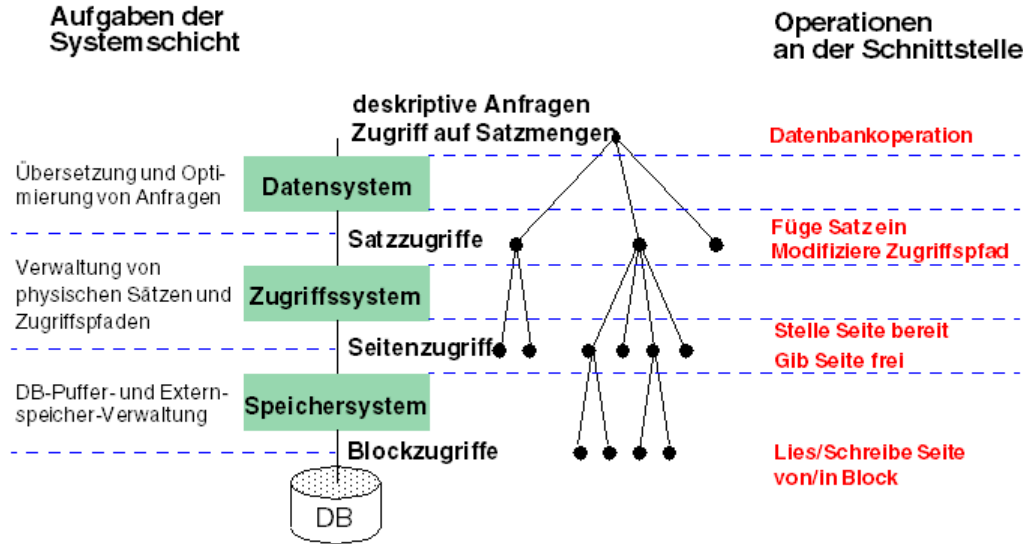 Aufgaben der
Systemschicht
Operationen
an der Schnittstelle
deskriptive Anfragen
Zugriff auf Satzmengen
Datenbankoperation
Übersetzung und Opti-
mierung von Anfragen
Datensystem
Satzzugriffe
Füge Satz ein
Modifiziere Zugriffspfad
Verwaltung von
physischen Sätzen und
Zugriffspfaden
Zugriffssystem
Seitenzugriffe
Stelle Seite bereit
Gib Seite frei
DB-Puffer- und Extern-
speicher-Verwaltung
Speichersystem
Blockzugriffe
Lies/Schreibe Seite
von/in Block
DB